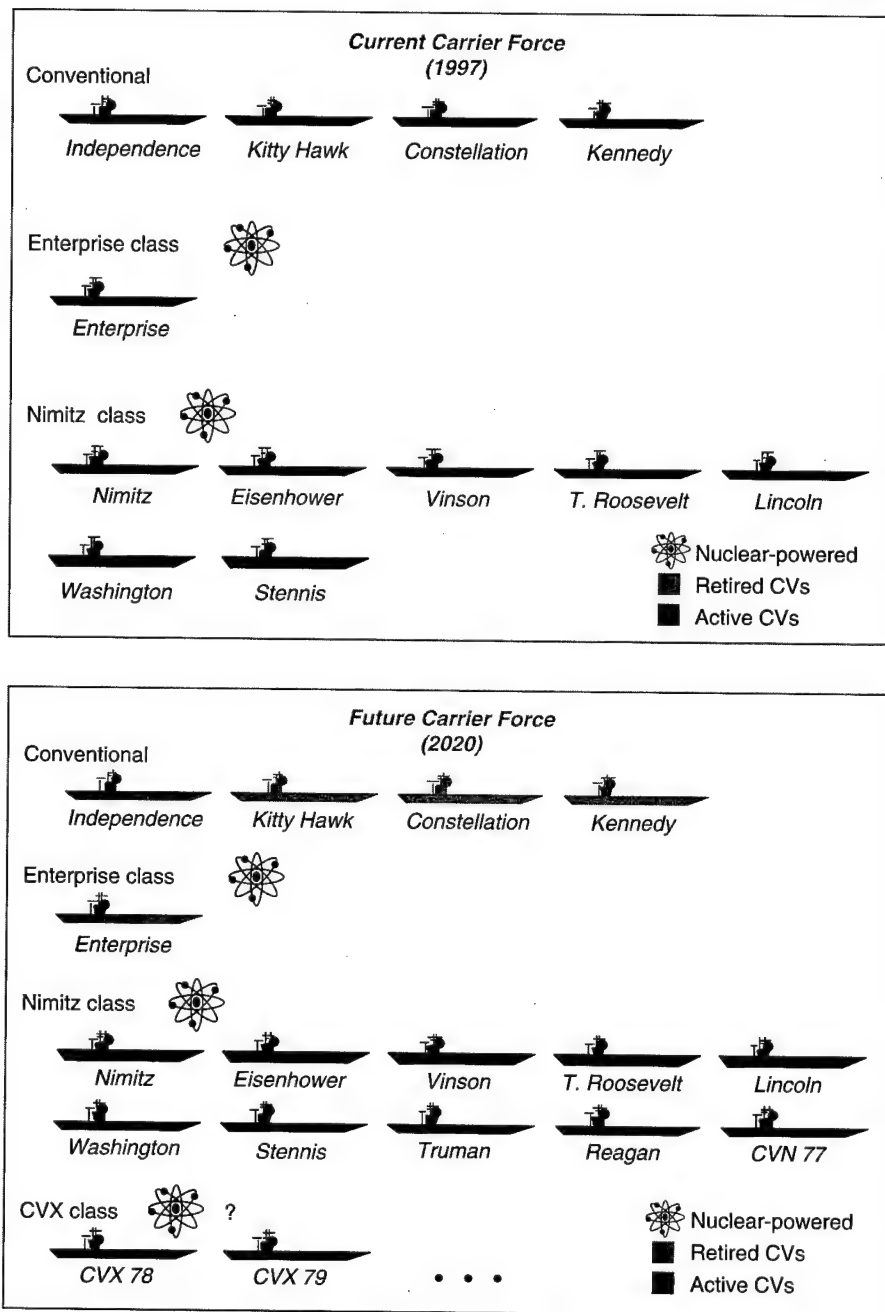 Current Carrier Force
(1997)
Conventional
Independence Kitty Hawk Constellation Kennedy
Enterprise class
Enterprise
Nimitz class
Nimitz Eisenhower Vinson T. Roosevelt Lincoln
Washington Stennis
Nuclear-powered
Retired CVs
Active CVs
Future Carrier Force
(2020)
Conventional
Independence Kitty Hawk Constellation Kennedy
Enterprise class
Enterprise
Nimitz class
Nimitz Eisenhower Vinson T. Roosevelt Lincoln
Washington Stennis Truman Reagan CVN 77
CVX class ?
CVX 78 CVX 79 • • •
Nuclear-powered
Retired CVs
Active CVs